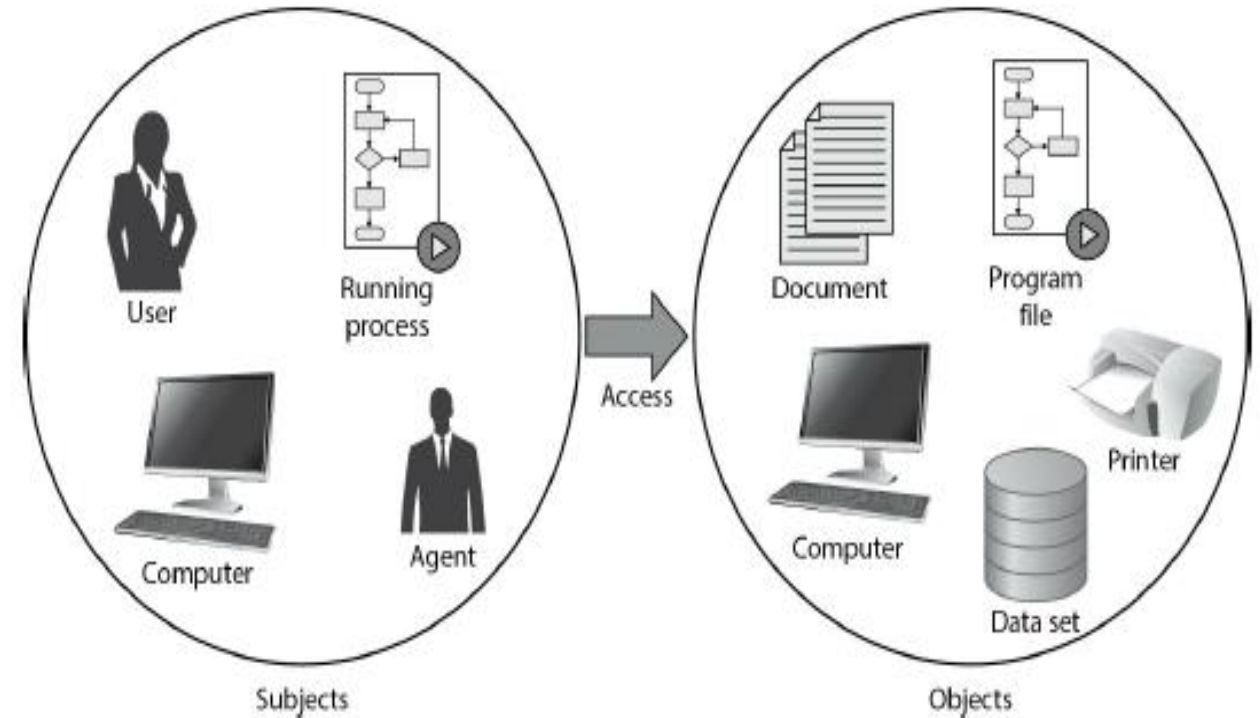 User
Running
process
Computer
Agent
Subjects
Access
Document
Program
file
Computer
Printer
Data set
Objects